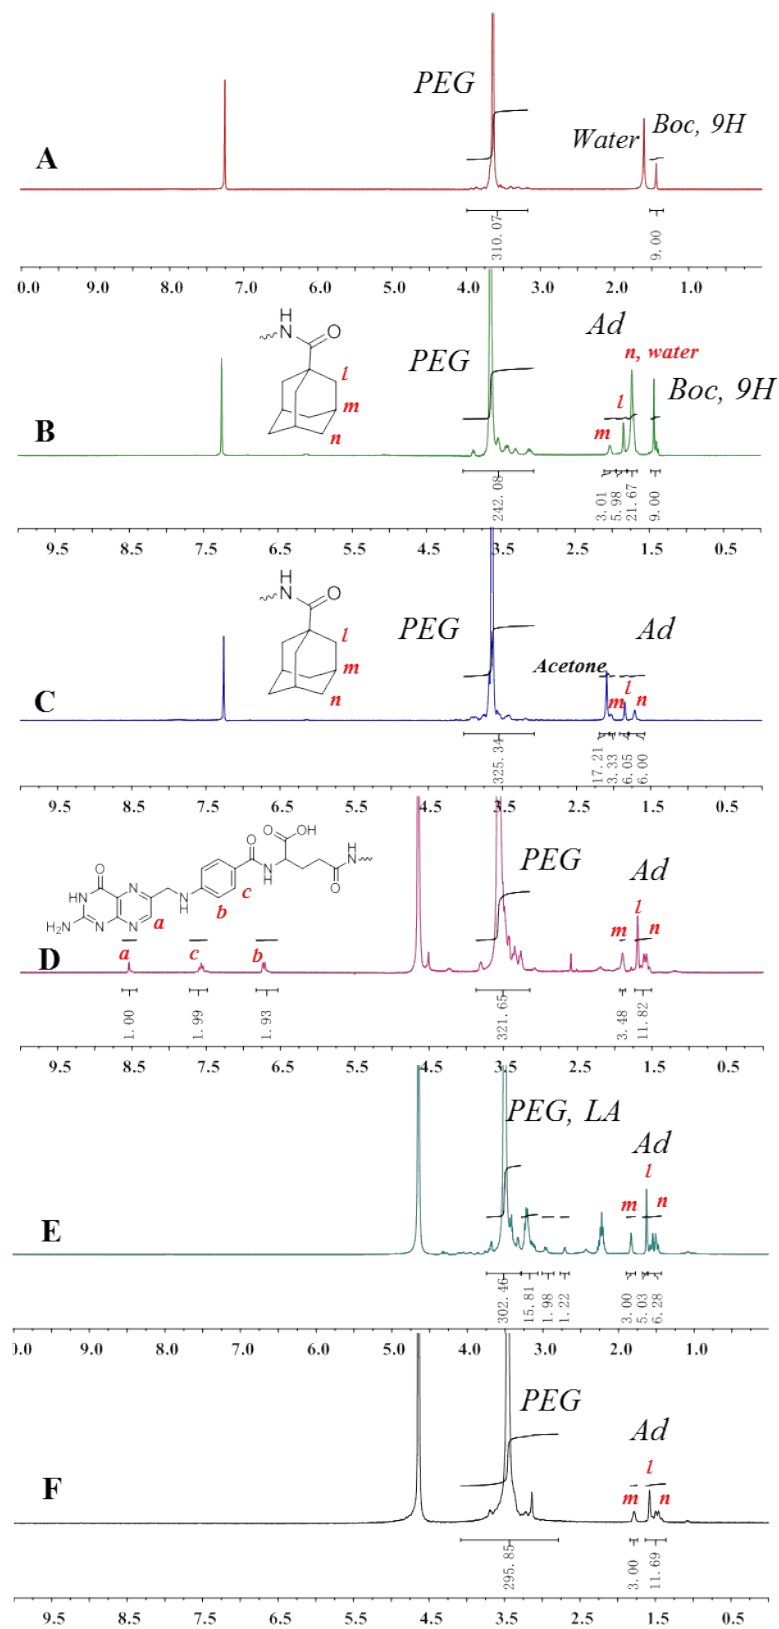 PEG
Water
Boc, 9H
A
310.07
9.00
0.0 9.0 8.0 7.0 6.0 5.0 4.0 3.0 2.0 1.0
H
N
O
Ad
n, water
PEG
l
Boc, 9H
m
B
l
m
n
242.08
3.01
5.98
21.67
9.00
9.5 8.5 7.5 6.5 5.5 4.5 3.5 2.5 1.5 0.5
H
N
O
PEG
Ad
Acetone
l
m
n
C
l
m
n
325.34
17.21
3.33
6.05
6.00
9.5 8.5 7.5 6.5 5.5 4.5 3.5 2.5 1.5 0.5
O
OH
O
O
H
N
HN
N
N
H
O
H2N
N
N
N
H
a
b
c
PEG
Ad
l
m
n
D
a
c
b
1.00
1.99
1.93
321.65
3.48
11.82
9.5 8.5 7.5 6.5 5.5 4.5 3.5 2.5 1.5 0.5
PEG, LA
Ad
l
m
n
E
302.46
15.81
1.98
1.22
3.00
5.03
6.28
0.0 9.0 8.0 7.0 6.0 5.0 4.0 3.0 2.0 1.0
PEG
Ad
l
m
n
F
295.85
3.00
11.69
9.5 8.5 7.5 6.5 5.5 4.5 3.5 2.5 1.5 0.5